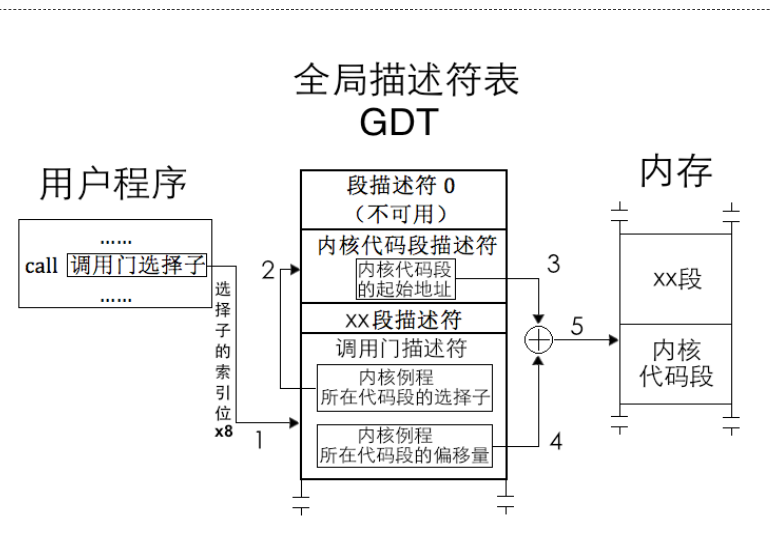 全局描述符表
GDT
用户程序
内存
......
call 调用门选择子
......
选择子的索引位x8
1
段描述符 0
（不可用）
内核代码段描述符
内核代码段
的起始地址
xx段描述符
调用门描述符
内核例程
所在代码段的选择子
内核例程
所在代码段的偏移量
2
3
4
5
xx段
内核
代码段